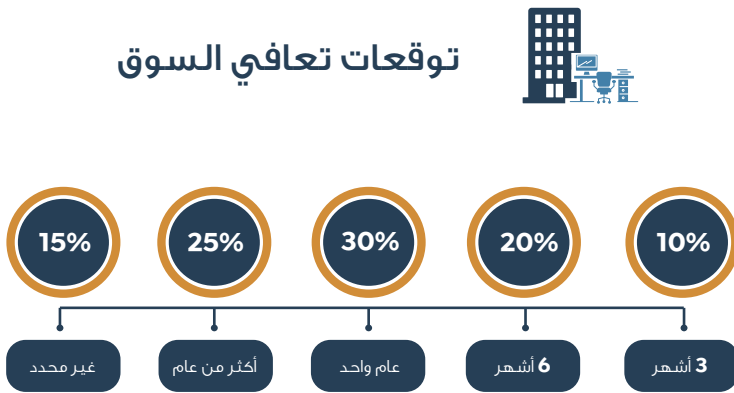 توقعات تعافي السوق
10%
20%
30%
25%
15%
3 أشهر
6 أشهر
عام واحد
أكثر من عام
غير محدد